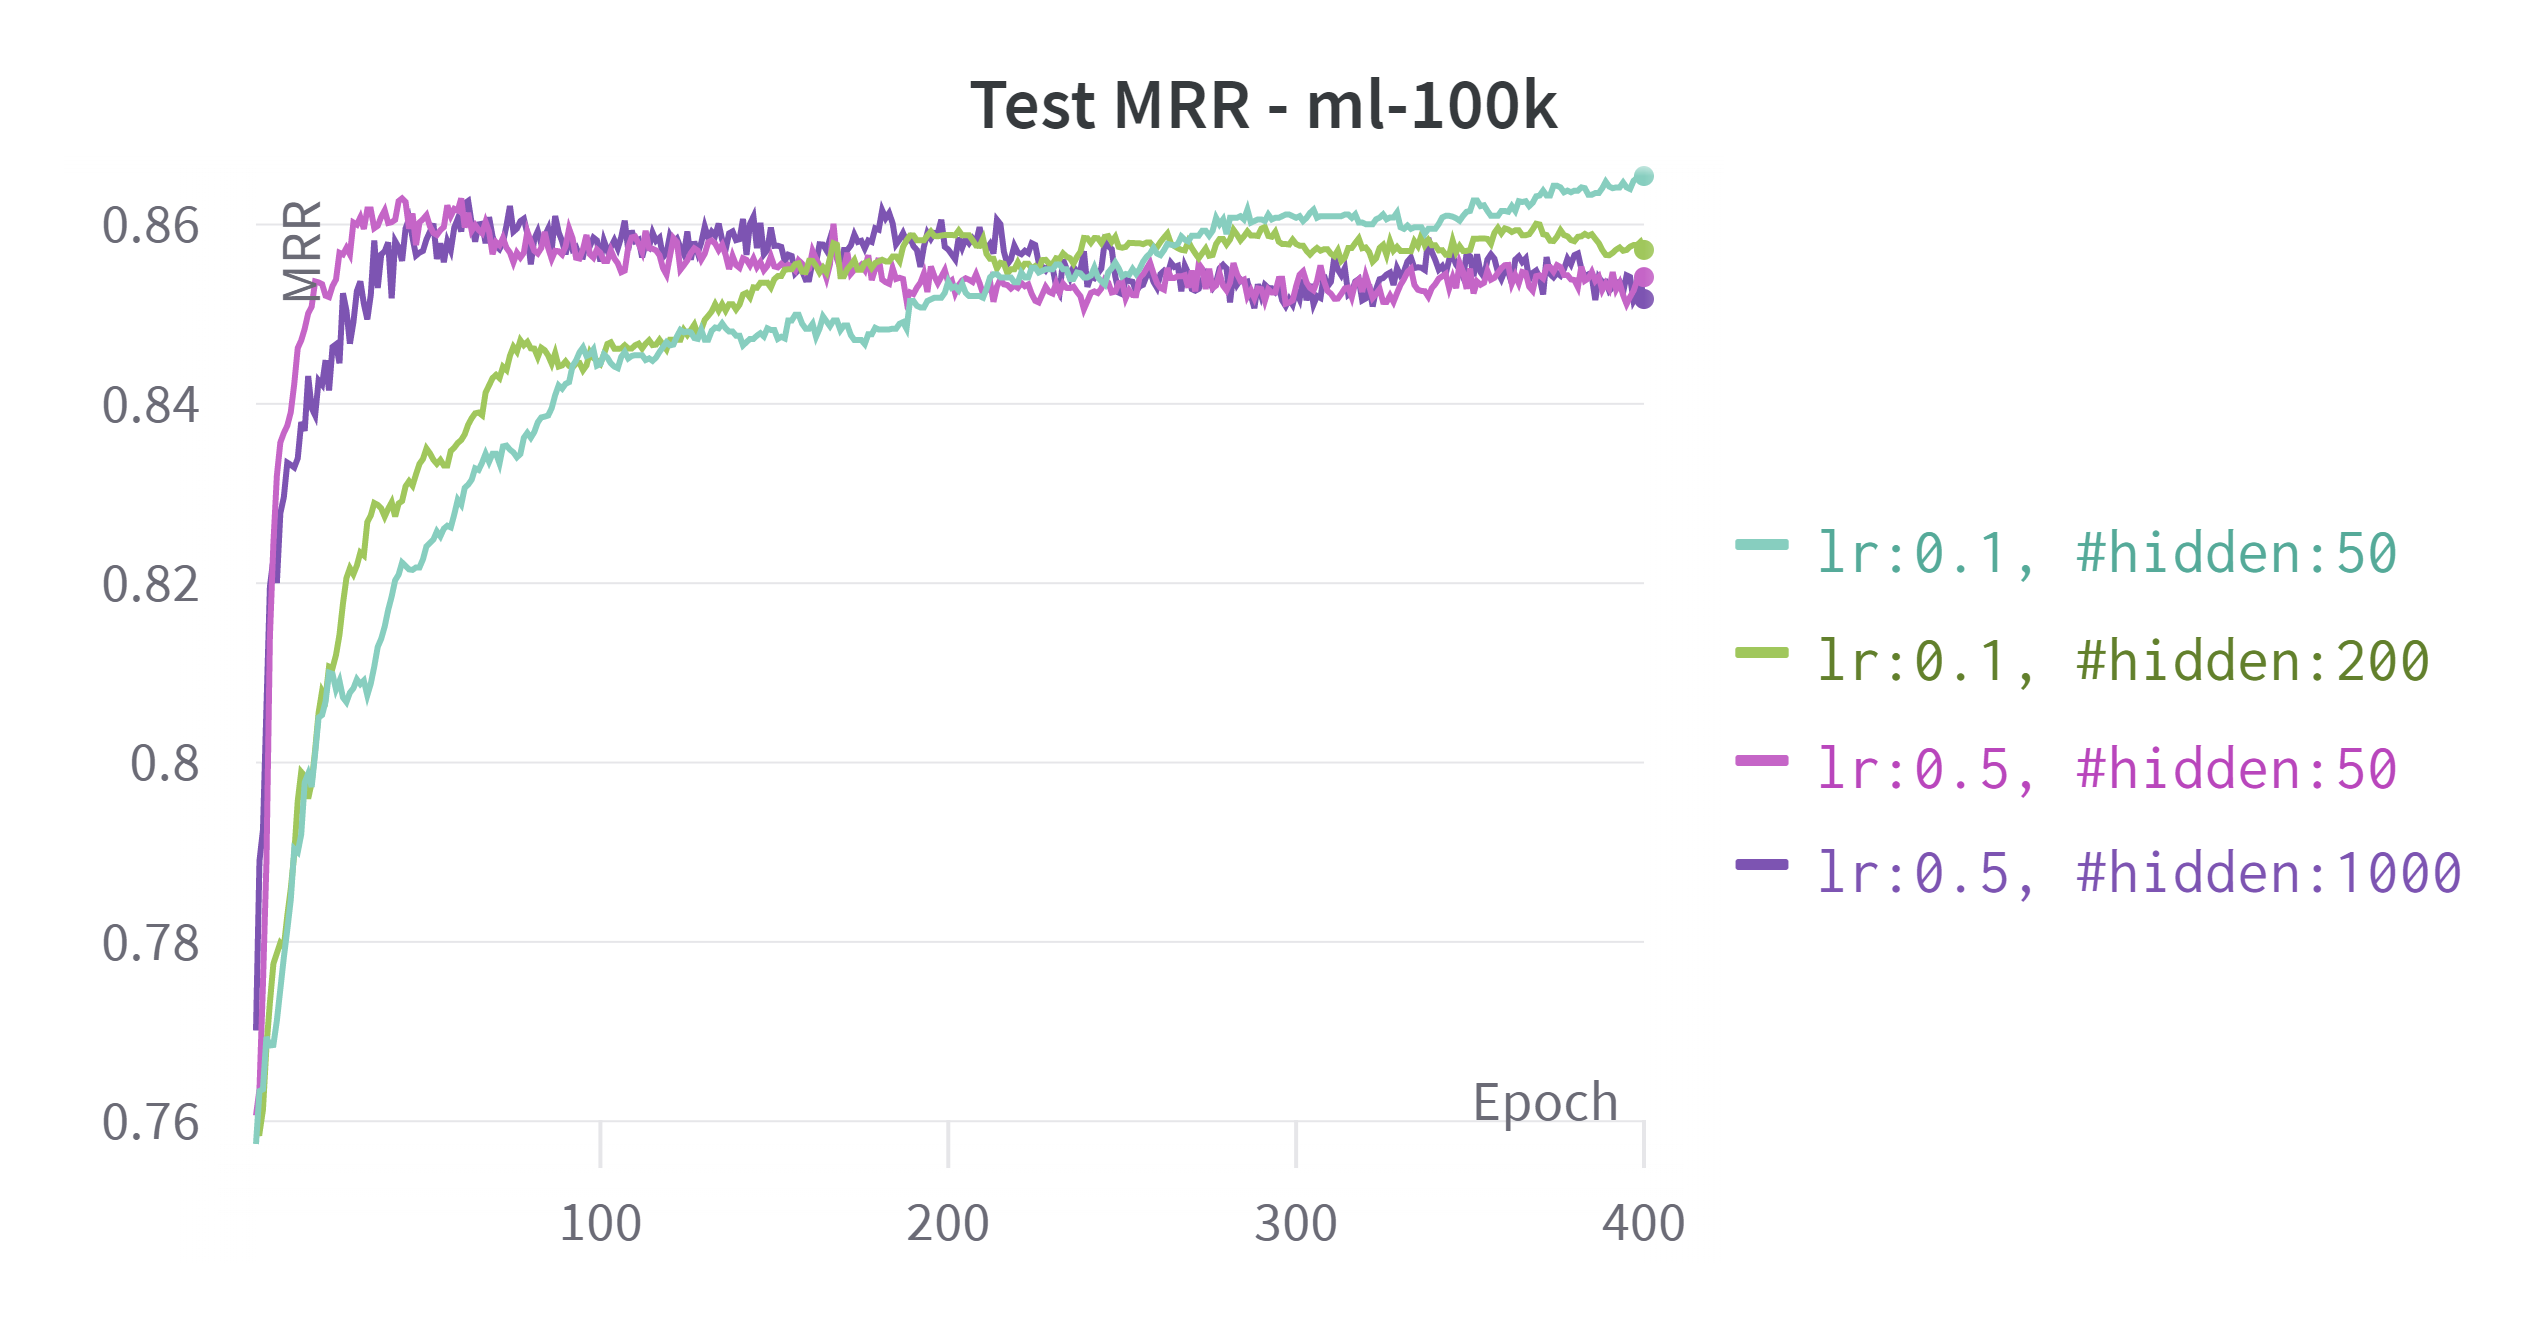 Test MRR - ml-100k
MRR
0.86
0.84
0.82
0.8
0.78
0.76
Epoch
100
200
300
400
lr:0.1, #hidden:50
lr:0.1, #hidden:200
lr:0.5, #hidden:50
lr:0.5, #hidden:1000